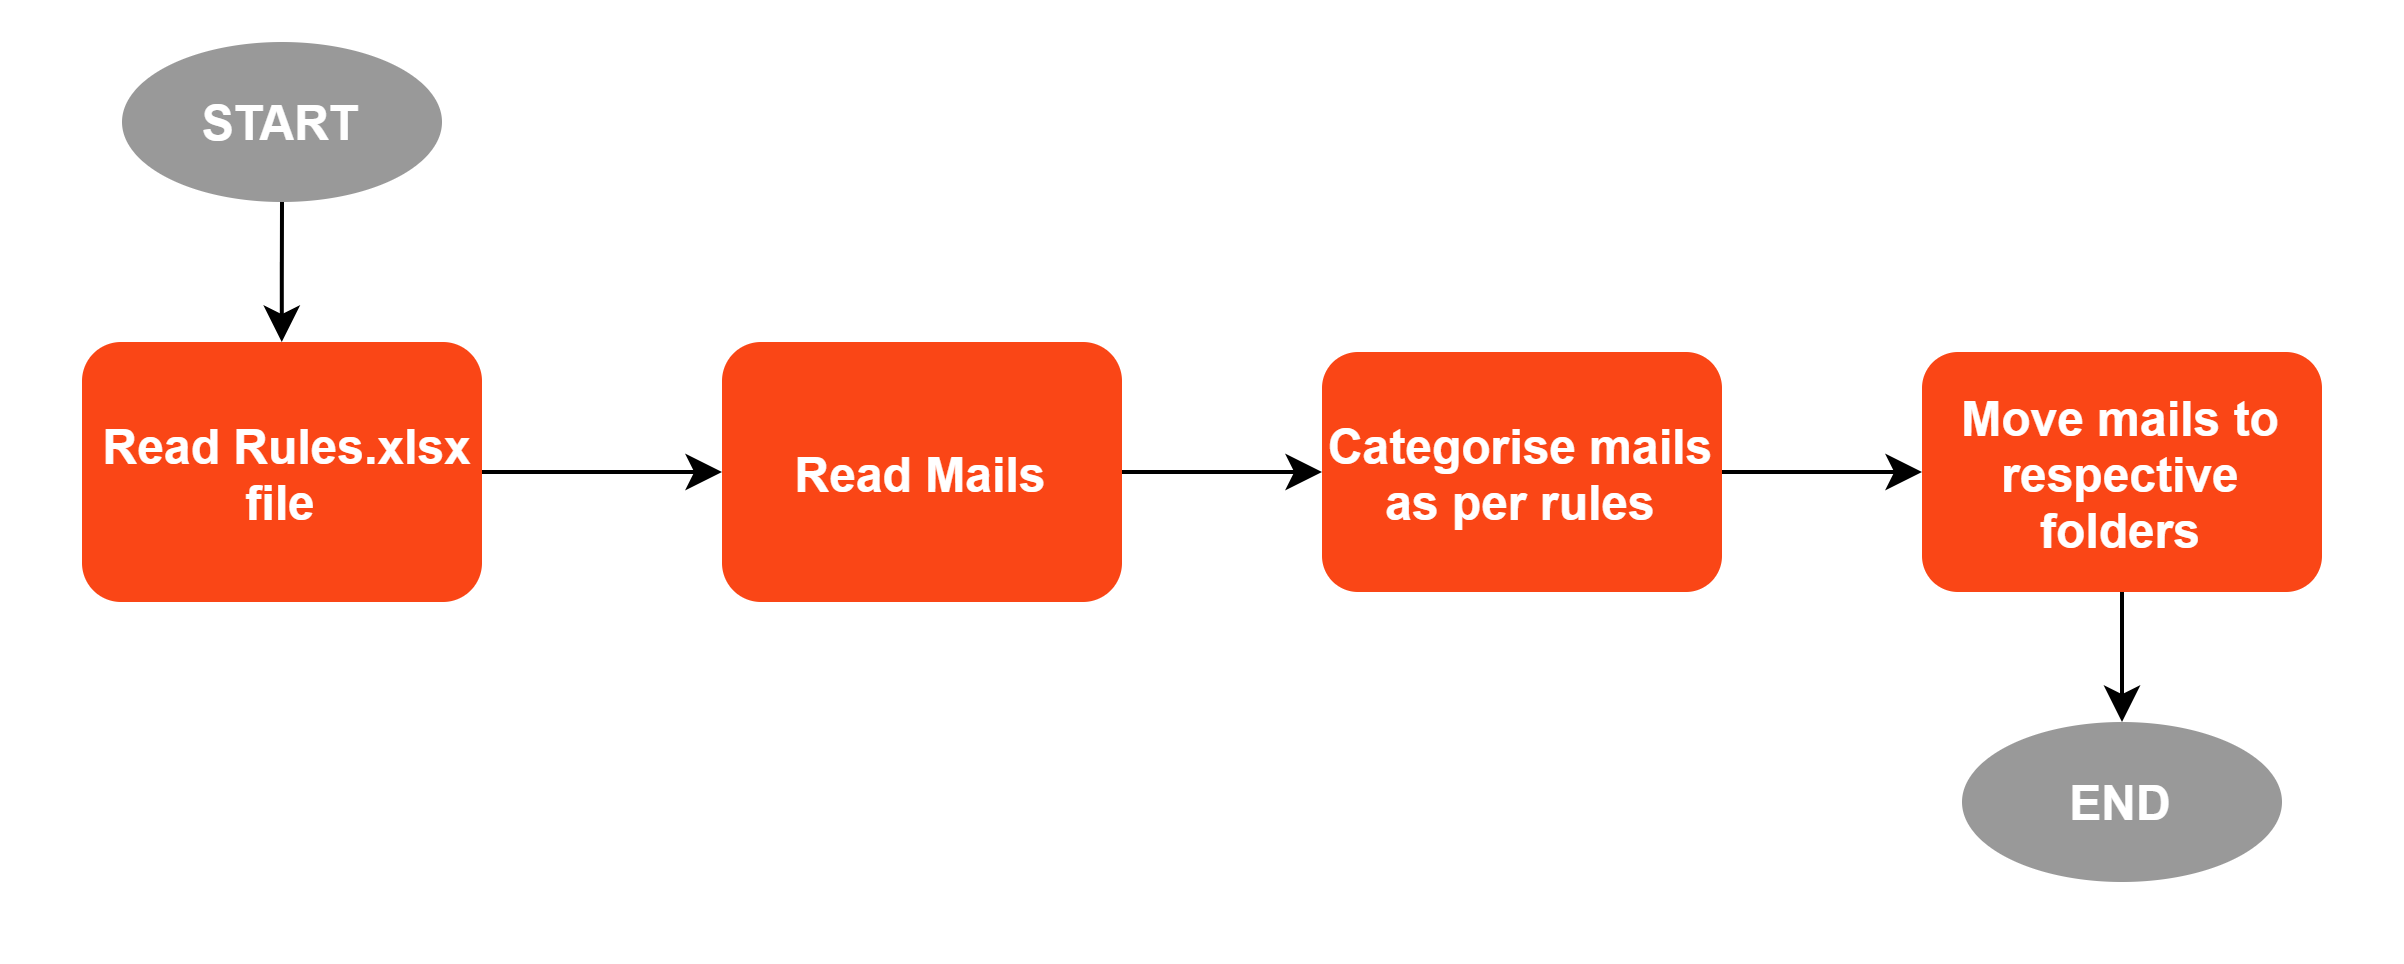 START
Read Rules.xlsx
file
Read Mails
Categorise mails
as per rules
Move mails to
respective
folders
END